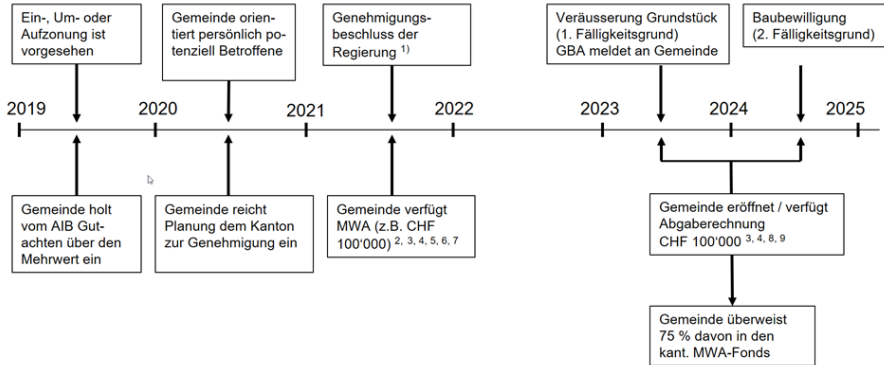 Ein-, Um- oder
Aufzonung ist
vorgesehen
Gemeinde orien-
tiert persönlich po-
tenziell Betroffene
Genehmigungs-
beschluss der
Regierung 1)
Veräusserung Grundstück
(1. Fälligkeitsgrund)
GBA meldet an Gemeinde
Baubewilligung
(2. Fälligkeitsgrund)
2019
2020
2021
2022
2023
2024
2025
Gemeinde holt
vom AIB Gut-
achten über den
Mehrwert ein
Gemeinde reicht
Planung dem Kanton
zur Genehmigung ein
Gemeinde verfügt
MWA (z.B. CHF
100'000) 2, 3, 4, 5, 6, 7
Gemeinde eröffnet / verfügt
Abgaberechnung
CHF 100'000 3, 4, 8, 9
Gemeinde überweist
75 % davon in den
kant. MWA-Fonds